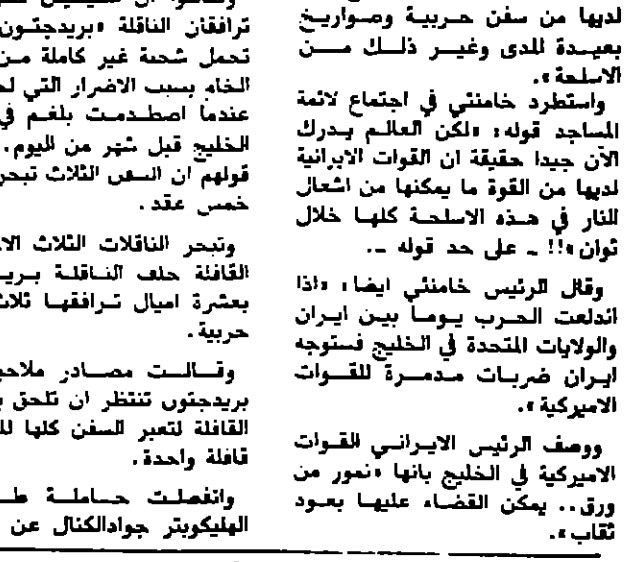 لديها من سفن حربية وصواريخ
بعيدة المدى وغير ذلك من
الاسلحة».
واستطرد خامنئي في اجتماع لائمة
المساجد قوله: «لكن العالم يدرك
الآن جيدا حقيقة ان القوات الايرانية
لديها من القوة ما يمكنها من اشعال
النار في هذه الاسلحة كلها خلال
ثوان»!! ـ على حد قوله ـ.
وقال الرئيس خامنئي ايضا: «اذا
اندلعت الحرب يوماً بين ايران
والولايات المتحدة في الخليج فستوجه
ايران ضربات مدمرة للقوات
الاميركية».
ووصف الرئيس الايراني القوات
الاميركية في الخليج بانها «نمور من
ورق.. يمكن القضاء عليها بعود
ثقاب».
ترافقان الناقلة «بريدجتون
تحمل شحنة غير كاملة من
الخام بسبب الاضرار التي
عندما اصطدمت بلغم في
الخليج قبل شهر من اليوم.
قولهم ان السفن الثلاث تبحر
خمس عقد.
وتبحر الناقلات الثلاث
القافلة خلف الناقلة
بعشرة اميال ترافقها ثلاث
حربية.
وقالت مصادر
بريدجتون تنتظر ان تلحق
القافلة لتعبر السفن كلها
قافلة واحدة.
وانفصلت حاملة
الهليكوبتر جوادالكنال عن